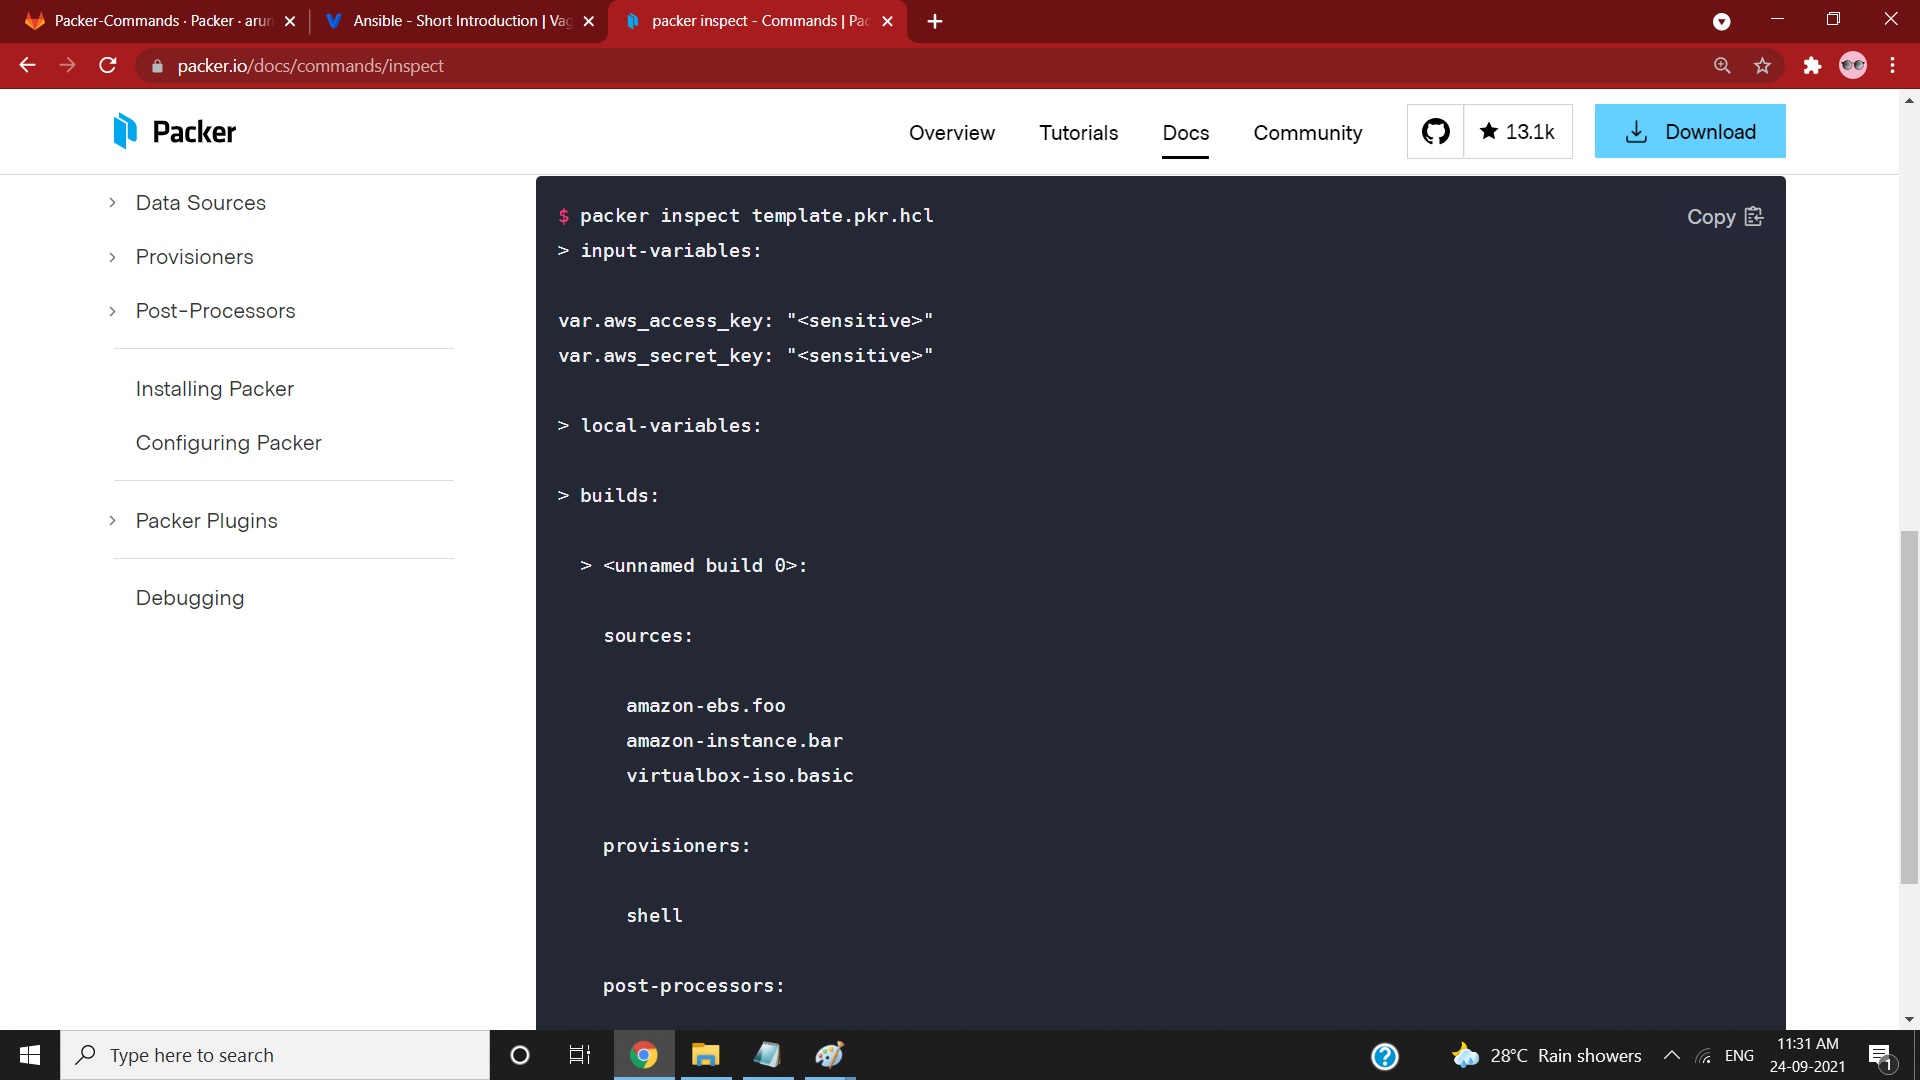 Packer-Commands · Packer · arun
Ansible - Short Introduction | Vag
packer inspect - Commands | Pac
packer.io/docs/commands/inspect
Packer
Overview
Tutorials
Docs
Community
13.1k
Download
Data Sources
Provisioners
Post-Processors
Installing Packer
Configuring Packer
Packer Plugins
Debugging
Copy
$ packer inspect template.pkr.hcl
> input-variables:
var.aws_access_key: "<sensitive>"
var.aws_secret_key: "<sensitive>"
> local-variables:
> builds:
> <unnamed build 0>:
sources:
amazon-ebs.foo
amazon-instance.bar
virtualbox-iso.basic
provisioners:
shell
post-processors:
Type here to search
28°C Rain showers
ENG
11:31 AM
24-09-2021
1